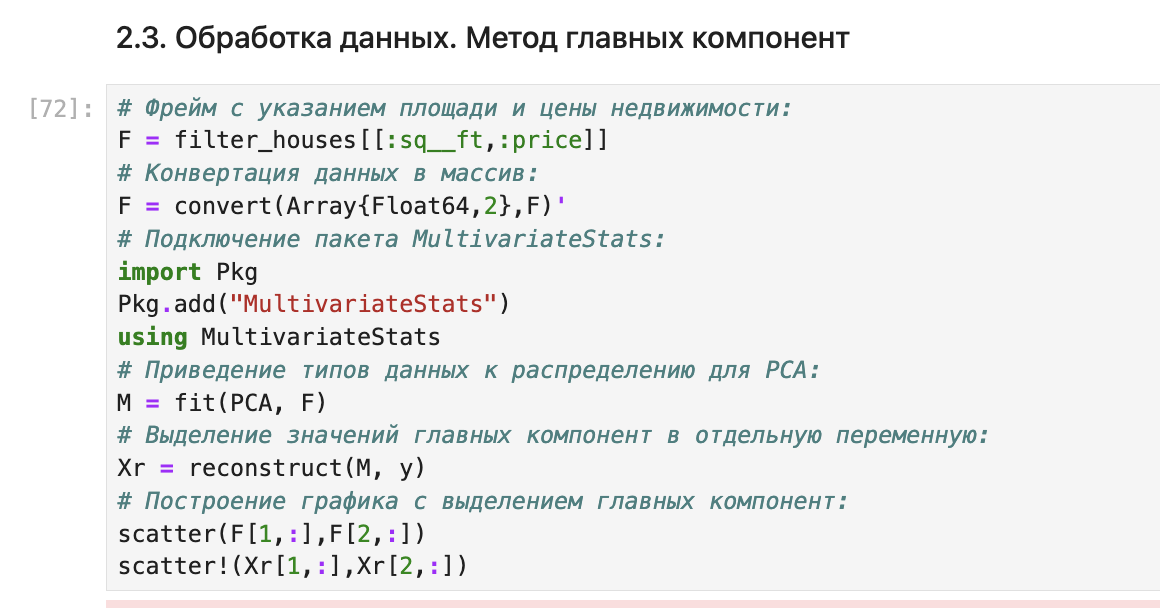 2.3. Обработка данных. Метод главных компонент
[72]:
# Фрейм с указанием площади и цены недвижимости:
F = filter_houses[[:sq__ft,:price]]
# Конвертация данных в массив:
F = convert(Array{Float64,2},F)'
# Подключение пакета MultivariateStats:
import Pkg
Pkg.add("MultivariateStats")
using MultivariateStats
# Приведение типов данных к распределению для PCA:
M = fit(PCA, F)
# Выделение значений главных компонент в отдельную переменную:
Xr = reconstruct(M, y)
# Построение графика с выделением главных компонент:
scatter(F[1,:],F[2,:])
scatter!(Xr[1,:],Xr[2,:])